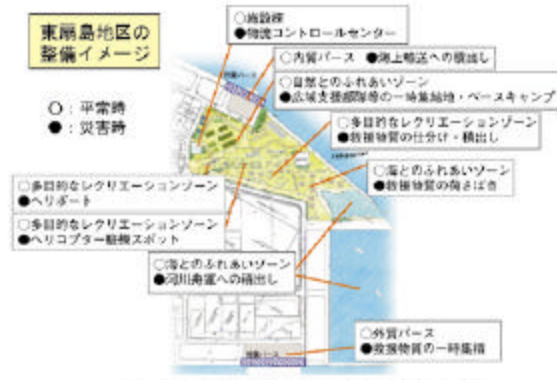 東扇島地区の
整備イメージ
○：平常時
●：災害時
○施設棟
●物流コントロールセンター
○内貿バース　●海上輸送への積出し
○自然とのふれあいゾーン
●広域支援部隊等の一時集結地・ベースキャンプ
○多目的なレクリエーションゾーン
●救援物資の仕分け・積出し
○海とのふれあいゾーン
●救援物資の荷さばき
○多目的なレクリエーションゾーン
●ヘリポート
○多目的なレクリエーションゾーン
●ヘリコプター駐機スポット
○海とのふれあいゾーン
●河川舟運への積出し
○外貿バース
●救援物資の一時集積